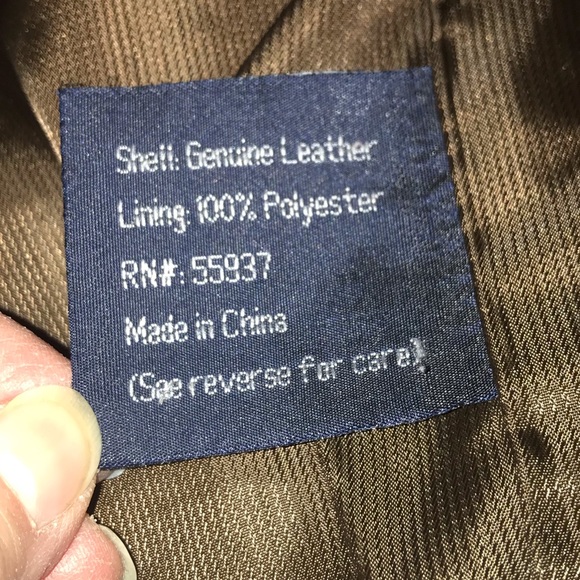 Shell: Genuine Leather
Lining: 100% Polyester
RN#: 55937
Made in China
(See reverse for care)